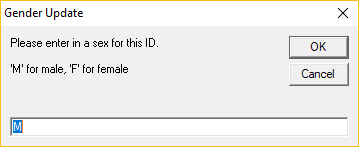 Gender Update
Please enter in a sex for this ID.
OK
'M' for male, 'F' for female
Cancel
M